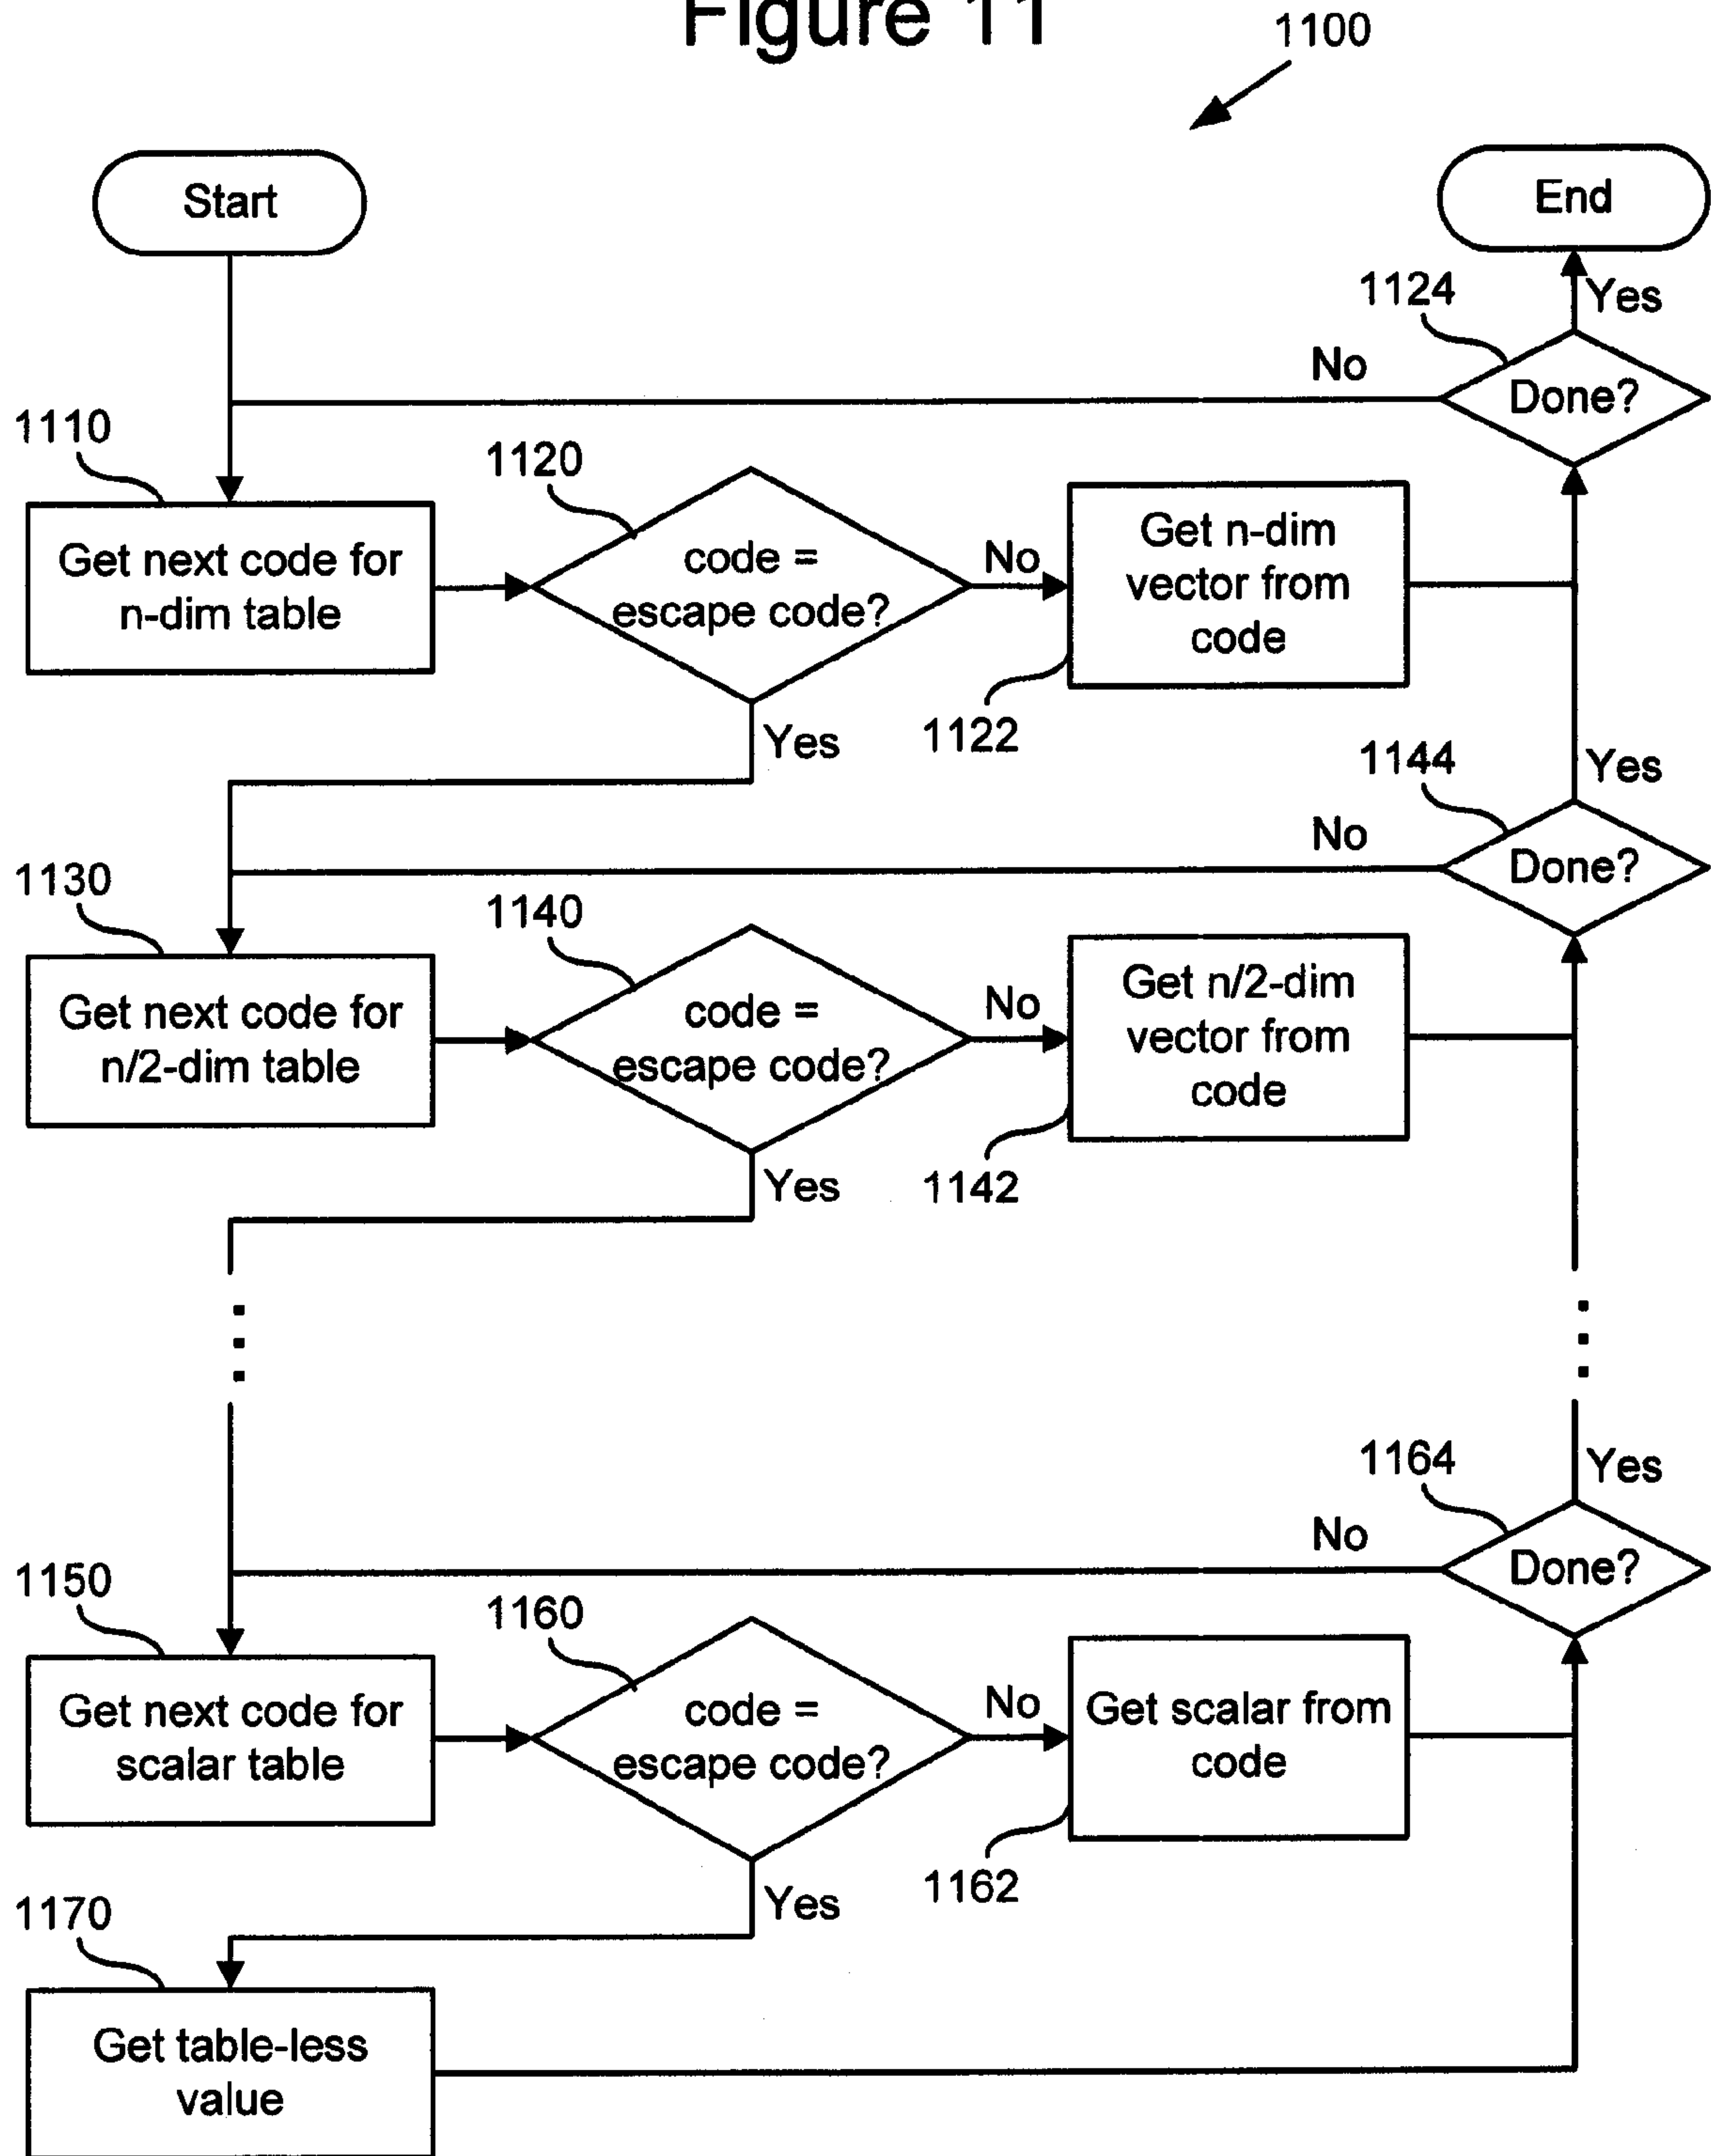 Figure 11
1100
Start
End
1124
Yes
No
Done?
1110
1120
Get next code for
n-dim table
code =
escape code?
No
Get n-dim
vector from
code
Yes
1122
1144
Yes
No
Done?
1130
1140
Get next code for
n/2-dim table
code =
escape code?
No
Get n/2-dim
vector from
code
Yes
1142
1164
Yes
No
Done?
1150
1160
Get next code for
scalar table
code =
escape code?
No
Get scalar from
code
Yes
1162
1170
Get table-less
value